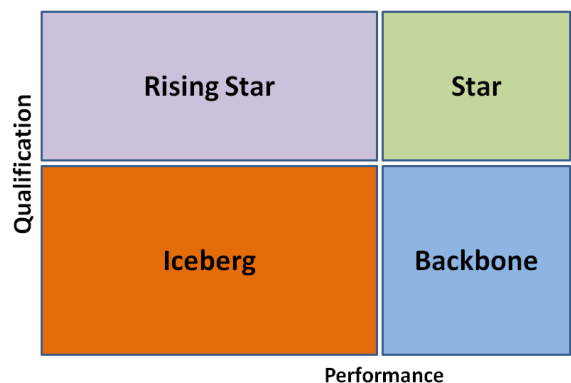 Rising Star
Star
Qualification
Iceberg
Backbone
Performance